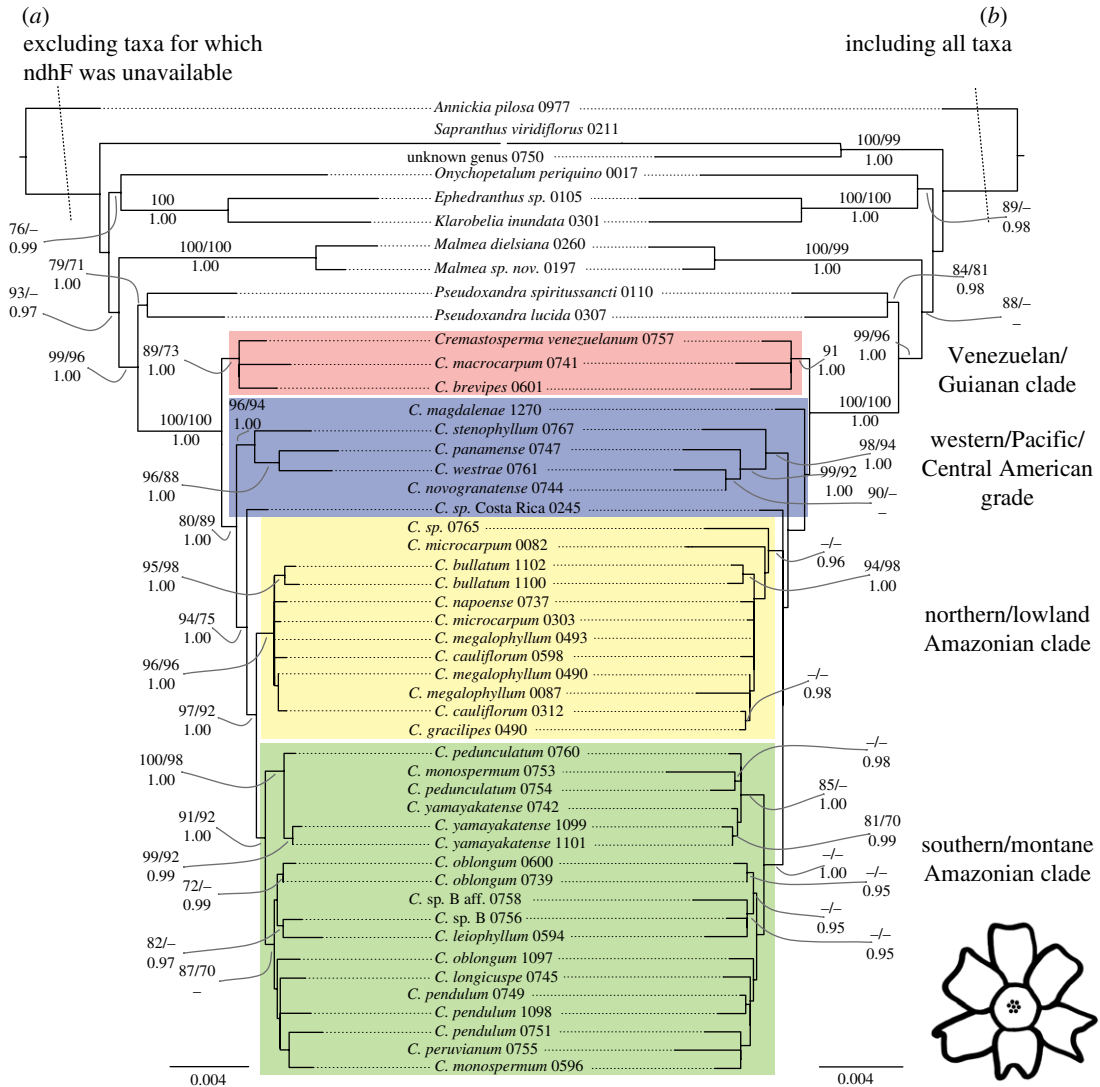 (a)
excluding taxa for which
ndhF was unavailable
(b)
including all taxa
Annickia pilosa 0977
Sapranthus viridiflorus 0211
unknown genus 0750
Onychopetalum periquino 0017
Ephedranthus sp. 0105
Klarobelia inundata 0301
Malmea dielsiana 0260
Malmea sp. nov. 0197
Pseudoxandra spiritussancti 0110
Pseudoxandra lucida 0307
Cremastosperma venezuelanum 0757
C. macrocarpum 0741
C. brevipes 0601
C. magdalenae 1270
C. stenophyllum 0767
C. panamense 0747
C. westrae 0761
C. novogranatense 0744
C. sp. Costa Rica 0245
C. sp. 0765
C. microcarpum 0082
C. bullatum 1102
C. bullatum 1100
C. napoense 0737
C. microcarpum 0303
C. megalophyllum 0493
C. cauliflorum 0598
C. megalophyllum 0490
C. megalophyllum 0087
C. cauliflorum 0312
C. gracilipes 0490
C. pedunculatum 0760
C. monospermum 0753
C. pedunculatum 0754
C. yamayakatense 0742
C. yamayakatense 1099
C. yamayakatense 1101
C. oblongum 0600
C. oblongum 0739
C. sp. B aff. 0758
C. sp. B 0756
C. leiophyllum 0594
C. oblongum 1097
C. longicuspe 0745
C. pendulum 0749
C. pendulum 1098
C. pendulum 0751
C. peruvianum 0755
C. monospermum 0596
100
1.00
76/–
0.99
100/100
1.00
79/71
1.00
93/–
0.97
99/96
1.00
89/73
1.00
100/100
1.00
96/94
1.00
96/88
1.00
80/89
1.00
95/98
1.00
94/75
1.00
96/96
1.00
97/92
1.00
100/98
1.00
91/92
1.00
99/92
0.99
72/–
0.99
82/–
0.97
87/70
–
0.004
100/99
1.00
100/100
1.00
89/–
0.98
100/99
1.00
84/81
0.98
88/–
–
99/96
1.00
91
1.00
100/100
1.00
98/94
1.00
99/92
1.00
90/–
–
–/–
0.96
94/98
1.00
–/–
0.98
–/–
0.98
85/–
1.00
81/70
0.99
–/–
1.00
–/–
0.95
–/–
0.95
–/–
0.95
0.004
Venezuelan/
Guianan clade
western/Pacific/
Central American
grade
northern/lowland
Amazonian clade
southern/montane
Amazonian clade